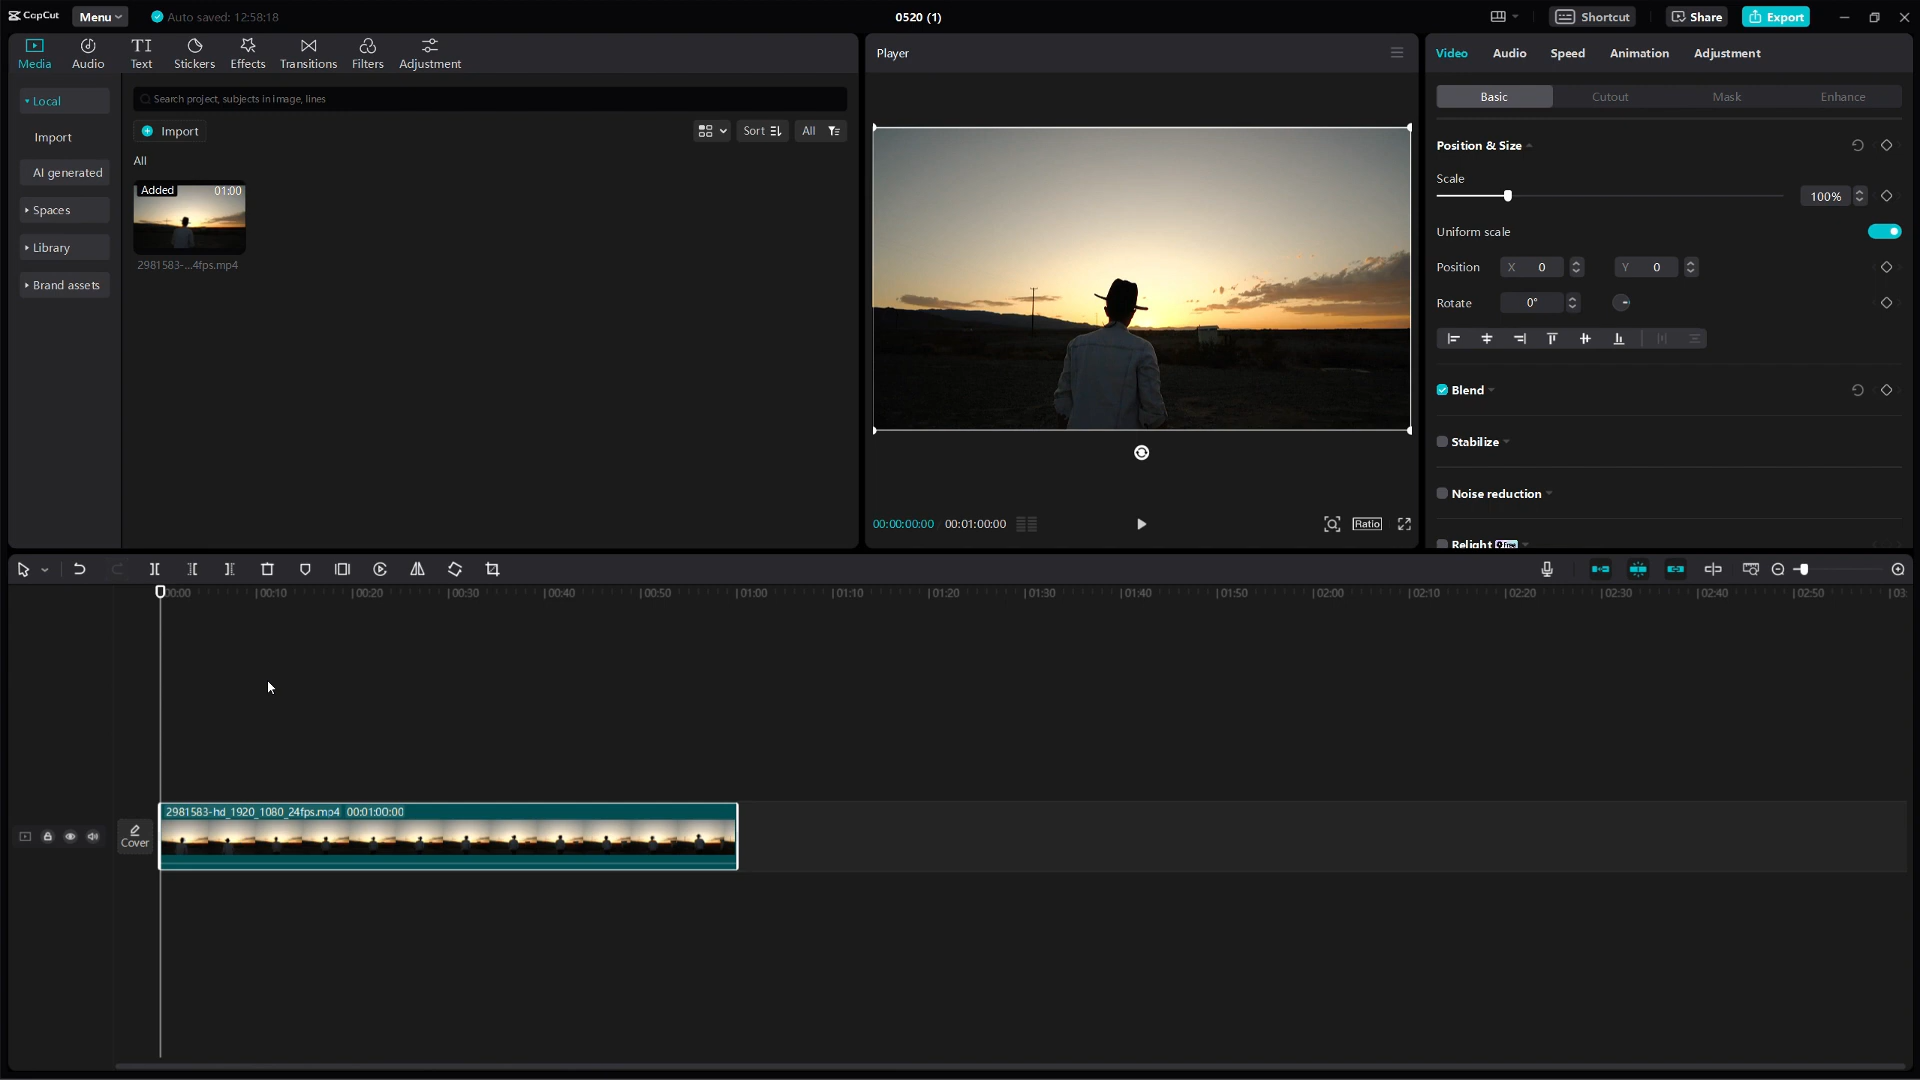 CapCut
Menu
Auto saved: 12:58:18
0520 (1)
Shortcut
Share
Export
Media
Audio
Text
Stickers
Effects
Transitions
Filters
Adjustment
Local
Import
AI generated
Spaces
Library
Brand assets
Search project, subjects in image, lines
Import
Sort
All
All
Added 01:00
2981583-...4fps.mp4
Player
00:00:00:00 00:01:00:00
Ratio
Video
Audio
Speed
Animation
Adjustment
Basic
Cutout
Mask
Enhance
Position & Size
Scale
100%
Uniform scale
Position X 0 Y 0
Rotate 0°
Blend
Stabilize
Noise reduction
Relight
00:00 00:10 00:20 00:30 00:40 00:50 01:00 01:10 01:20 01:30 01:40 01:50 02:00 02:10 02:20 02:30 02:40 02:50 03:
Cover
2981583-hd_1920_1080_24fps.mp4 00:01:00:00